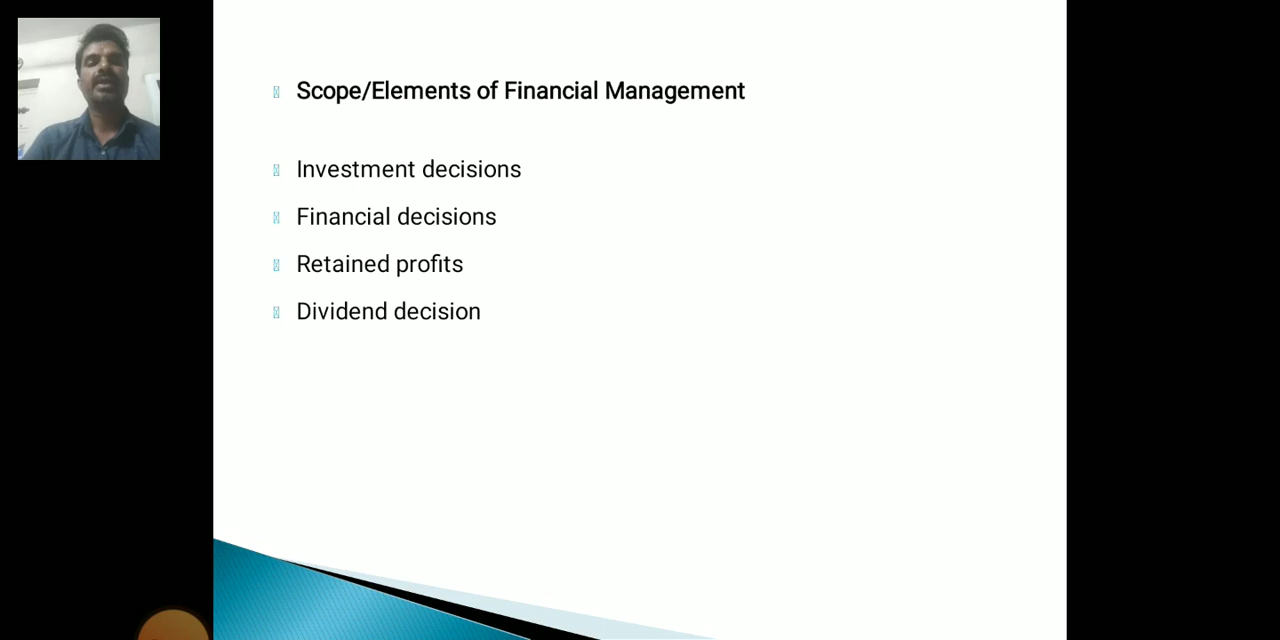 Scope/Elements of Financial Management
Investment decisions
Financial decisions
Retained profits
Dividend decision